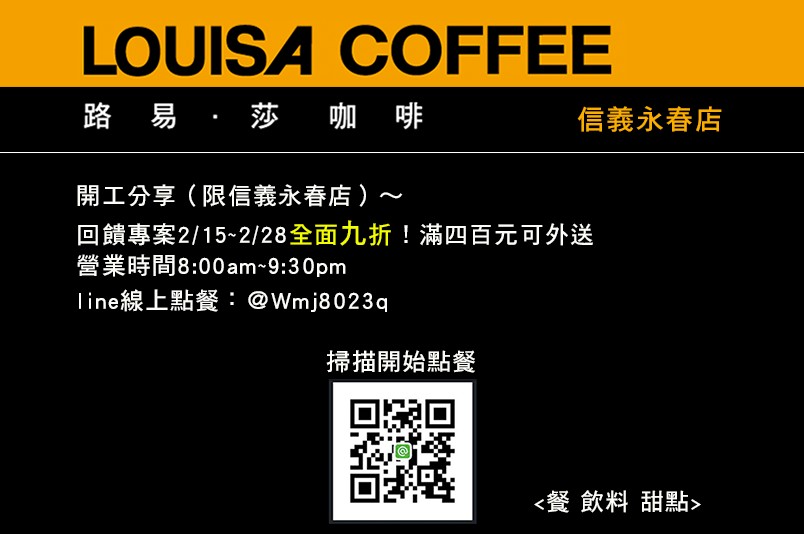 LOUISA COFFEE
路易·莎咖啡
信義永春店
開工分享(限信義永春店)～
回饋專案2/15~2/28全面九折！滿四百元可外送
營業時間8:00am~9:30pm
line線上點餐：@Wmj8023q
掃描開始點餐
<餐 飲料 甜點>